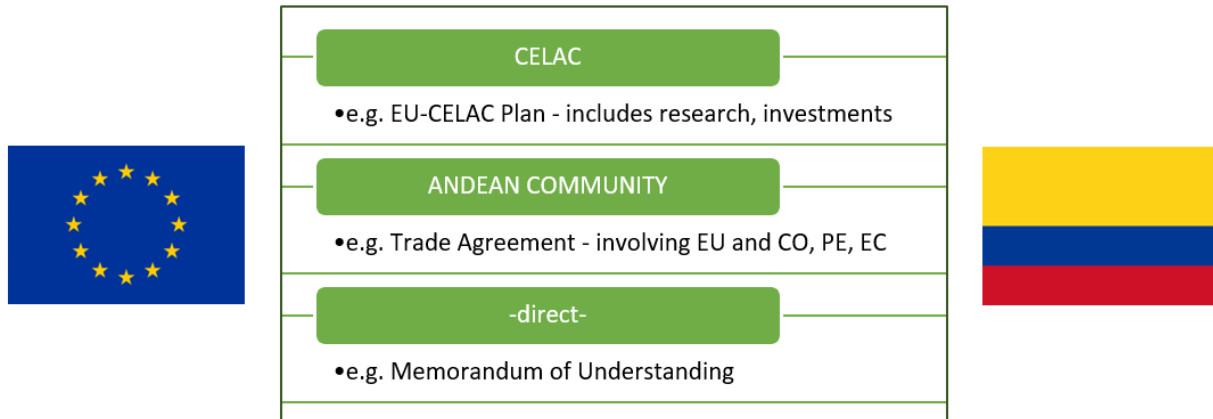 CELAC
•e.g. EU-CELAC Plan - includes research, investments
ANDEAN COMMUNITY
•e.g. Trade Agreement - involving EU and CO, PE, EC
-direct-
•e.g. Memorandum of Understanding